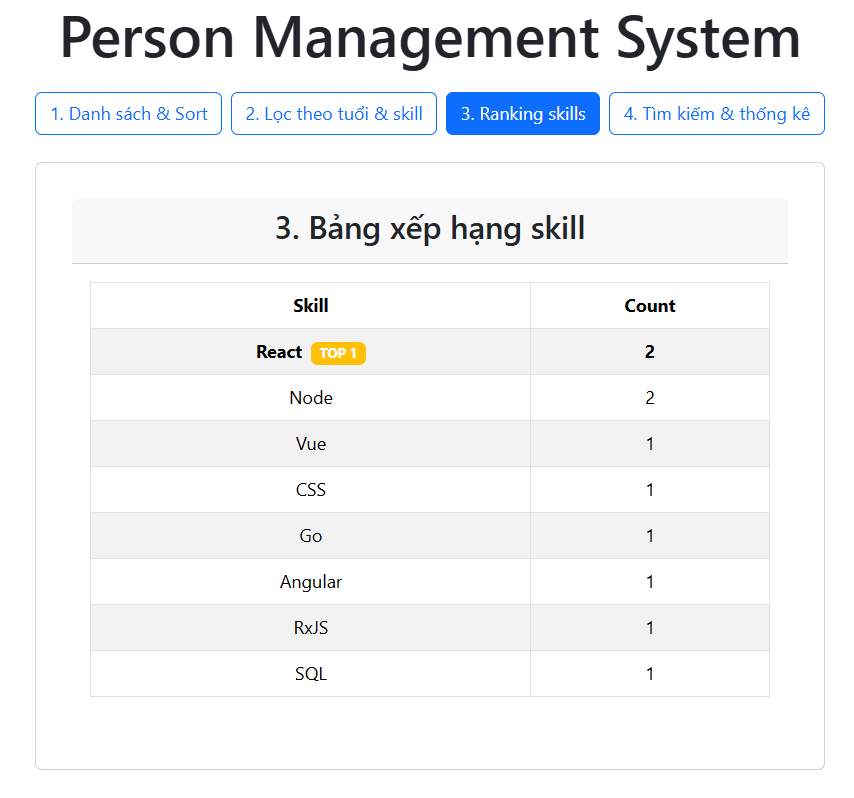 Person Management System
1. Danh sách & Sort 2. Lọc theo tuổi & skill 3. Ranking skills 4. Tìm kiếm & thống kê
3. Bảng xếp hạng skill
Skill Count
React TOP 1 2
Node 2
Vue 1
CSS 1
Go 1
Angular 1
RxJS 1
SQL 1